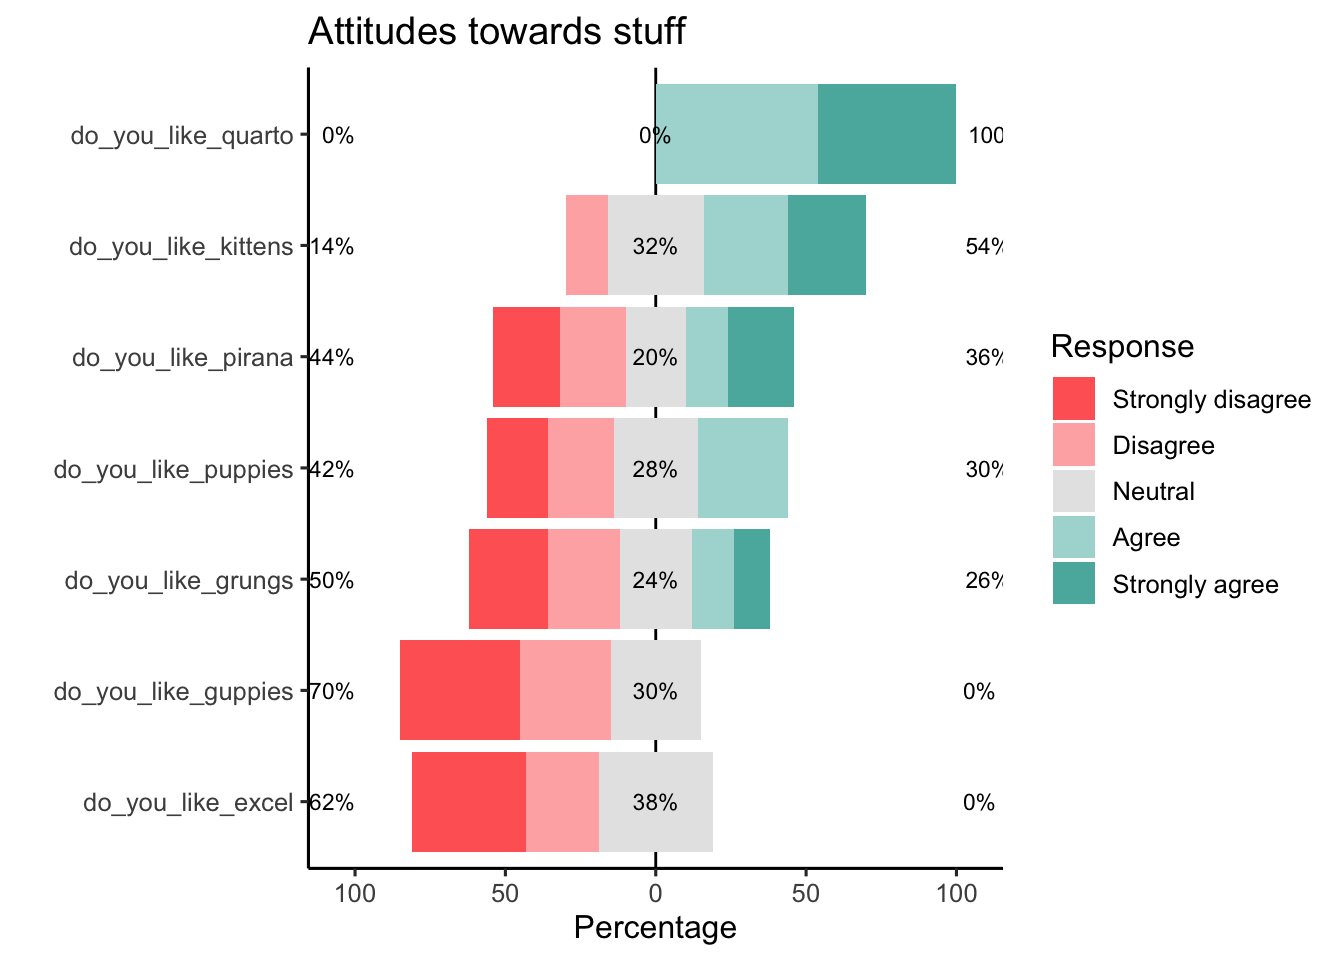 Attitudes towards stuff
do_you_like_quarto 0% 0% 100
do_you_like_kittens 14% 32% 54%
do_you_like_pirana 44% 20% 36%
do_you_like_puppies 42% 28% 30%
do_you_like_grungs 50% 24% 26%
do_you_like_guppies 70% 30% 0%
do_you_like_excel 62% 38% 0%
100 50 0 50 100
Percentage
Response
Strongly disagree
Disagree
Neutral
Agree
Strongly agree